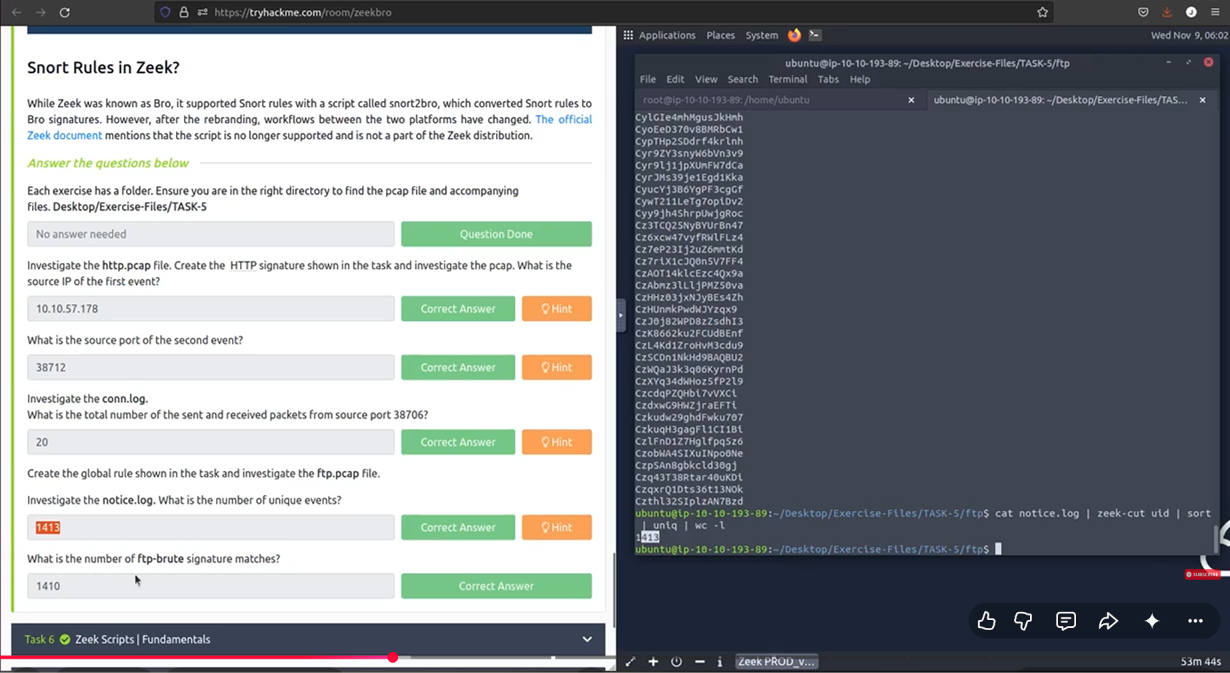 https://tryhackme.com/room/zeekbro
Snort Rules in Zeek?
While Zeek was known as Bro, it supported Snort rules with a script called snort2bro, which converted Snort rules to
Bro signatures. However, after the rebranding, workflows between the two platforms have changed. The official
Zeek document mentions that the script is no longer supported and is not a part of the Zeek distribution.
Answer the questions below
Each exercise has a folder. Ensure you are in the right directory to find the pcap file and accompanying
files. Desktop/Exercise-Files/TASK-5
No answer needed
Question Done
Investigate the http.pcap file. Create the HTTP signature shown in the task and investigate the pcap. What is the
source IP of the first event?
10.10.57.178
Correct Answer
Hint
What is the source port of the second event?
38712
Correct Answer
Hint
Investigate the conn.log.
What is the total number of the sent and received packets from source port 38706?
20
Correct Answer
Hint
Create the global rule shown in the task and investigate the ftp.pcap file.
Investigate the notice.log. What is the number of unique events?
1413
Correct Answer
Hint
What is the number of ftp-brute signature matches?
1410
Correct Answer
Task 6 Zeek Scripts | Fundamentals
Applications Places System
Wed Nov 9, 06:02
ubuntu@ip-10-10-193-89: ~/Desktop/Exercise-Files/TASK-5/ftp
File Edit View Search Terminal Tabs Help
root@ip-10-10-193-89: /home/ubuntu
ubuntu@ip-10-10-193-89: ~/Desktop/Exercise-Files/TAS...
CylGIe4mhMgusJkHmh
CyoEeD370v8BMRbCw1
CypTHp2SDdrf4krlnh
Cyr9ZY3snyW6bVn3v9
Cyr9lj1jpXUmFW7dCa
CyrJMs39je1Egd1Kka
CyucYj3B6YgPF3cgGf
CywT211LeTg7opiDv2
Cyy9jh4ShrpUwjgRoc
Cz3TCQ25NyBYUrBn47
Cz6xcw47vyfRWlFLz4
Cz7eP23Ij2uZ6mmtKd
Cz7riX1cJQ0nSV7FF4
CzAOT14klcEzc4Qx9a
CzAbmz3lLljPMZ50va
CzHHz03jxNJyBEs4Zh
CzHUnmkPwdWJYzqx9
CzJ0j82WPD8zZsdhI3
CzK8662ku2FCUdBEnf
CzL4Kd1ZroHvM3cdu9
CzSCDn1NkHd9BAQBU2
CzWQaJ3k3q06KyrnPd
CzXYq34dWHoz5fP2l9
CzcdqPZQHbi7vVXCi
CzdxwG9HWZjraEFTi
Czkudw29ghdFwku707
CzkuqH3gagFl1CI1Bi
CzlFnD1Z7Hglfpq5z6
CzobWA4SIXuINpo0Ne
CzpSAn8gbkcld30gj
Czq43T38Rtar40uKDi
CzqxrQ1Dts36t13NOk
Czthl32SIplzAN7Bzd
ubuntu@ip-10-10-193-89:~/Desktop/Exercise-Files/TASK-5/ftp$ cat notice.log | zeek-cut uid | sort
| uniq | wc -l
1413
ubuntu@ip-10-10-193-89:~/Desktop/Exercise-Files/TASK-5/ftp$
SUBSCRIBE
Zeek PROD_v...
53m 44s